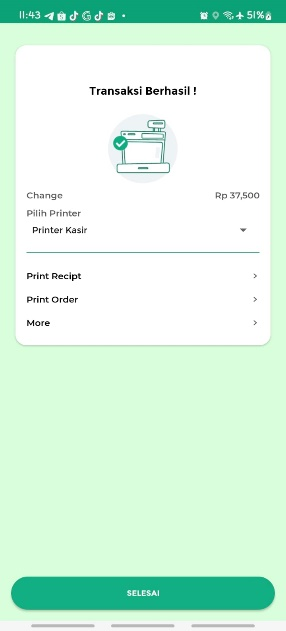 11:43
51%
Transaksi Berhasil !
Change Rp 37,500
Pilih Printer
Printer Kasir
Print Recipt
Print Order
More
SELESAI